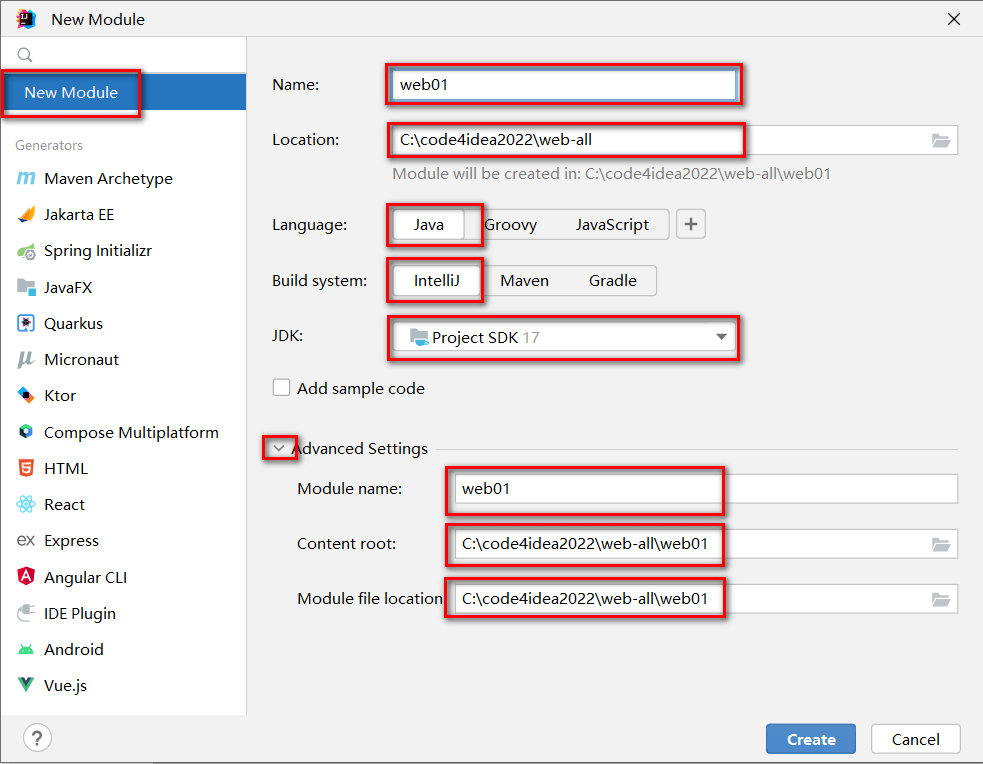 New Module
New Module
Generators
Maven Archetype
Jakarta EE
Spring Initializr
JavaFX
Quarkus
Micronaut
Ktor
Compose Multiplatform
HTML
React
Express
Angular CLI
IDE Plugin
Android
Vue.js
Name: web01
Location: C:\code4idea2022\web-all
Module will be created in: C:\code4idea2022\web-all\web01
Language: Java Groovy JavaScript +
Build system: IntelliJ Maven Gradle
JDK: Project SDK 17
Add sample code
Advanced Settings
Module name: web01
Content root: C:\code4idea2022\web-all\web01
Module file location C:\code4idea2022\web-all\web01
? Create Cancel